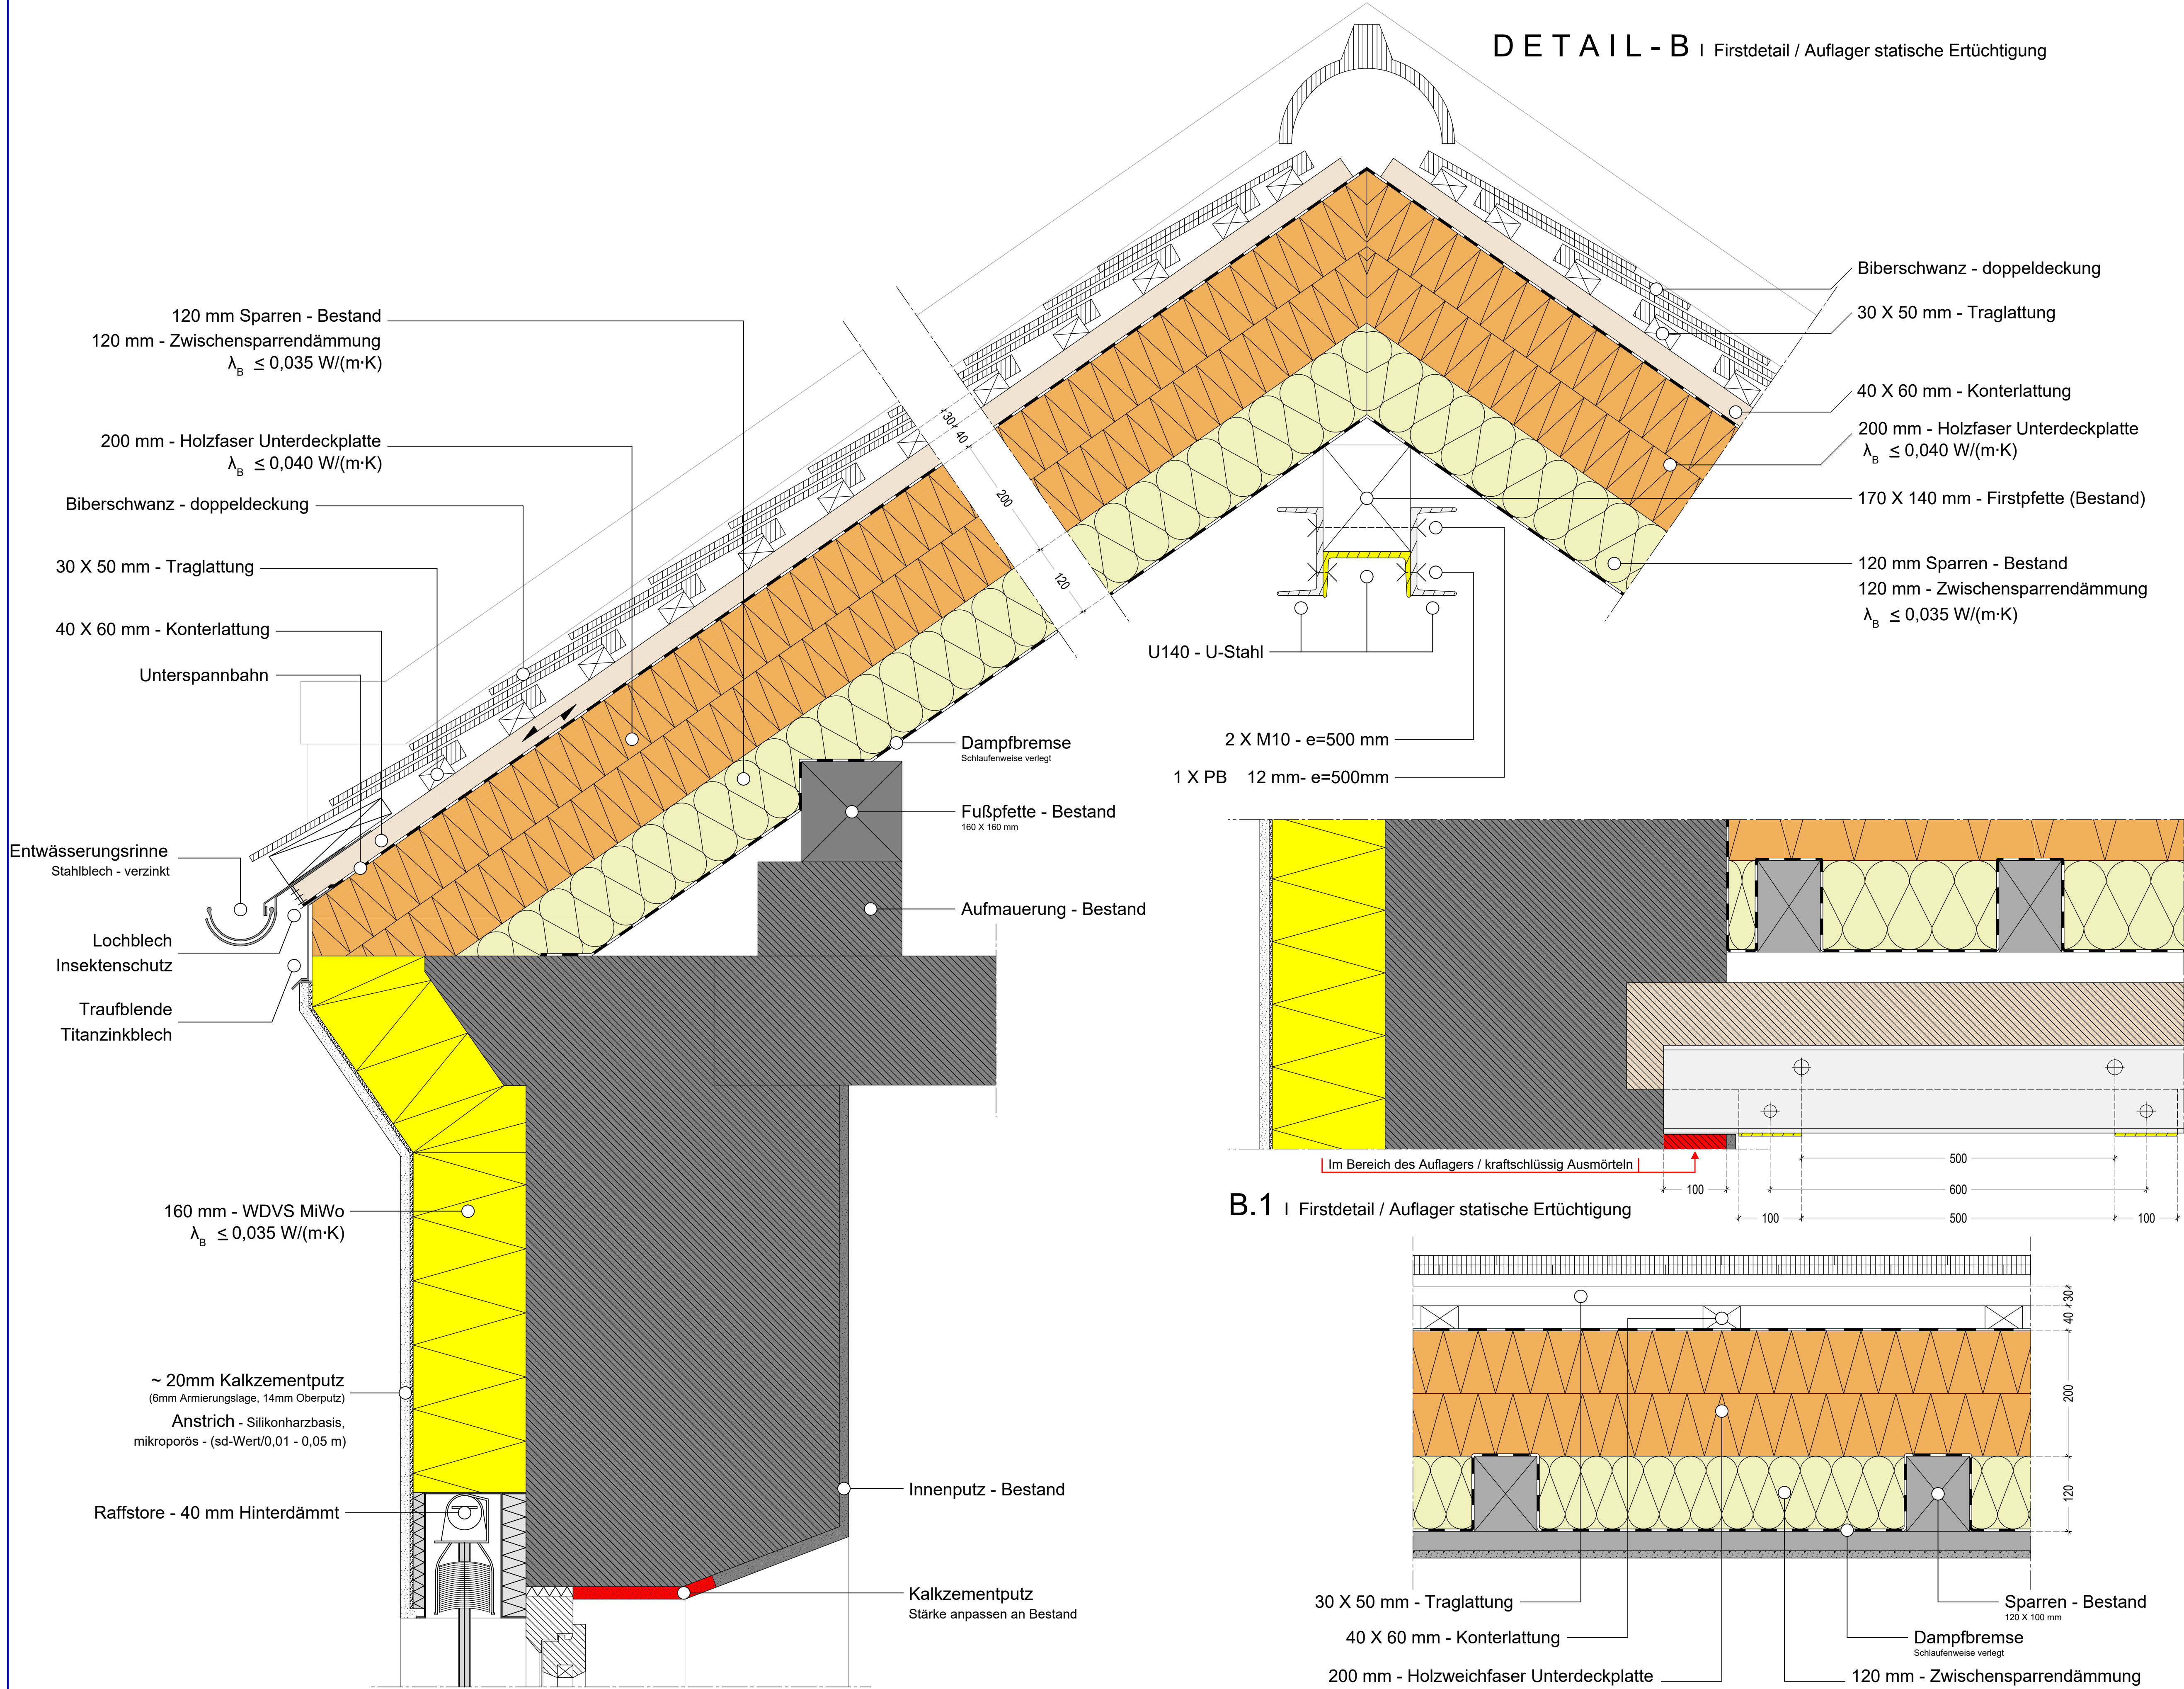 DETAIL-B I Firstdetail / Auflager statische Ertüchtigung
120 mm Sparren - Bestand
120 mm - Zwischensparrendämmung
λB ≤ 0,035 W/(m·K)
200 mm - Holzfaser Unterdeckplatte
λB ≤ 0,040 W/(m·K)
Biberschwanz - doppeldeckung
30 X 50 mm - Traglattung
40 X 60 mm - Konterlattung
Unterspannbahn
Entwässerungsrinne
Stahlblech - verzinkt
Lochblech
Insektenschutz
Traufblende
Titanzinkblech
160 mm - WDVS MiWo
λB ≤ 0,035 W/(m·K)
~ 20mm Kalkzementputz
(6mm Armierungslage, 14mm Oberputz)
Anstrich - Silikonharzbasis,
mikroporös - (sd-Wert/0,01 - 0,05 m)
Raffstore - 40 mm Hinterdämmt
30
40
200
120
Dampfbremse
Schlaufenweise verlegt
Fußpfette - Bestand
160 X 160 mm
Aufmauerung - Bestand
Innenputz - Bestand
Kalkzementputz
Stärke anpassen an Bestand
Biberschwanz - doppeldeckung
30 X 50 mm - Traglattung
40 X 60 mm - Konterlattung
200 mm - Holzfaser Unterdeckplatte
λB ≤ 0,040 W/(m·K)
170 X 140 mm - Firstpfette (Bestand)
120 mm Sparren - Bestand
120 mm - Zwischensparrendämmung
λB ≤ 0,035 W/(m·K)
U140 - U-Stahl
2 X M10 - e=500 mm
1 X PB 12 mm- e=500mm
Im Bereich des Auflagers / kraftschlüssig Ausmörteln
500
100
600
100
500
100
B.1 I Firstdetail / Auflager statische Ertüchtigung
30
40
200
120
30 X 50 mm - Traglattung
40 X 60 mm - Konterlattung
200 mm - Holzweichfaser Unterdeckplatte
Sparren - Bestand
120 X 100 mm
Dampfbremse
Schlaufenweise verlegt
120 mm - Zwischensparrendämmung